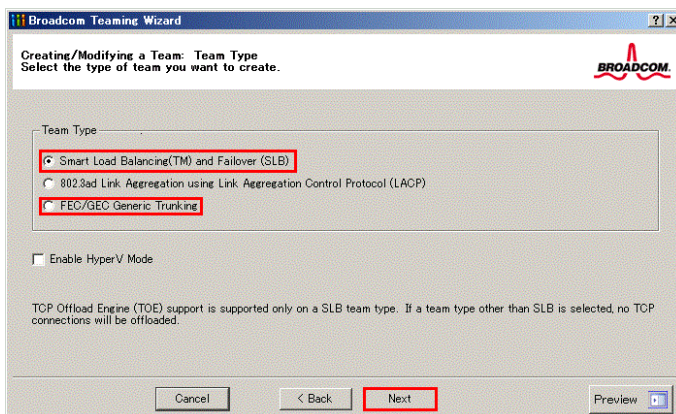 Broadcom Teaming Wizard
Creating/Modifying a Team: Team Type
Select the type of team you want to create.
BROADCOM.
Team Type
Smart Load Balancing(TM) and Failover (SLB)
802.3ad Link Aggregation using Link Aggregation Control Protocol (LACP)
FEC/GEC Generic Trunking
Enable HyperV Mode
TCP Offload Engine (TOE) support is supported only on a SLB team type. If a team type other than SLB is selected, no TCP
connections will be offloaded.
Cancel
< Back
Next
Preview